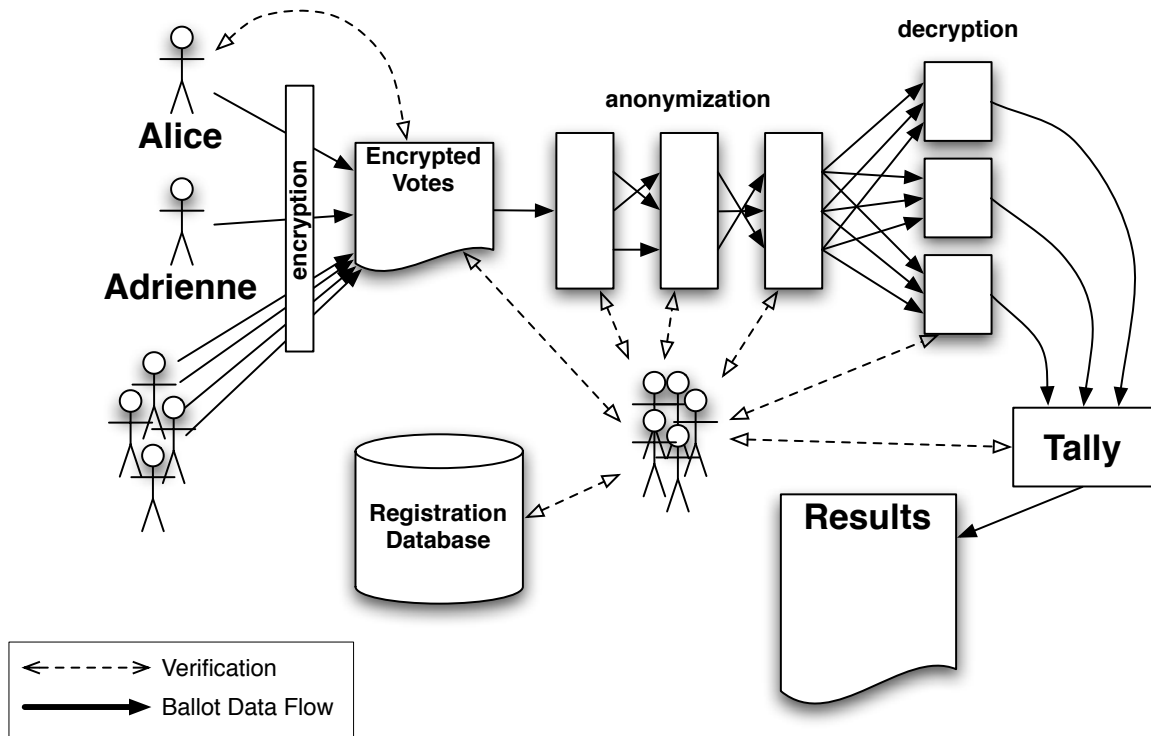 decryption
anonymization
Alice
encryption
Encrypted
Votes
Adrienne
Registration
Database
Tally
Results
Verification
Ballot Data Flow